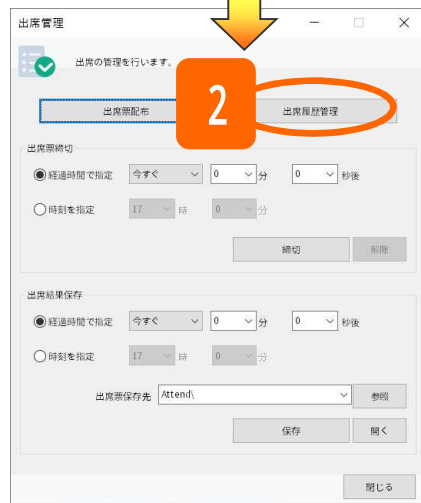 出席管理
出席の管理を行います。
出席票配布
2
出席履歴管理
出席票締切
経過時間で指定 今すぐ 0 分 0 秒後
時刻を指定 17 時 0 分
締切 解除
出席結果保存
経過時間で指定 今すぐ 0 分 0 秒後
時刻を指定 17 時 0 分
出席票保存先 Attend\ 参照
保存 開く
閉じる